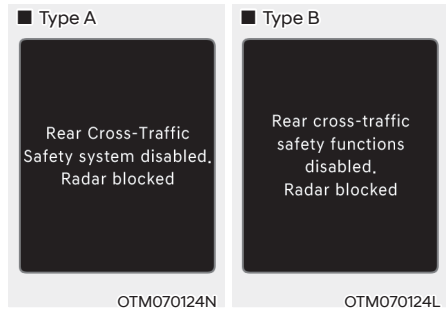 ■ Type A
Rear Cross-Traffic
Safety system disabled.
Radar blocked
OTM070124N
■ Type B
Rear cross-traffic
safety functions
disabled.
Radar blocked
OTM070124L